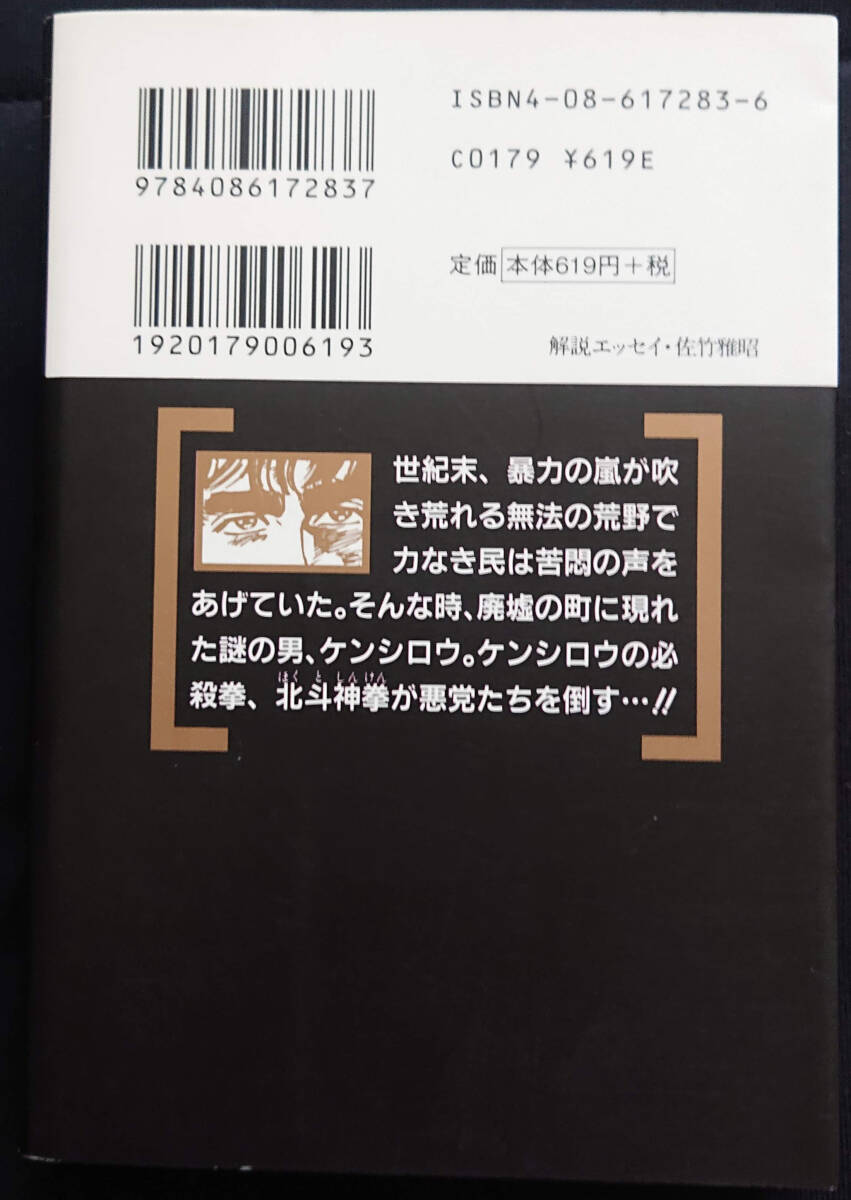 ISBN4-08-617283-6
9784086172837
C0179 ¥619E
定価 本体619円+税
1920179006193
解説エッセイ・佐竹雅昭
世紀末、暴力の嵐が吹
き荒れる無法の荒野で
力なき民は苦悶の声を
あげていた。そんな時、廃墟の町に現れ
た謎の男、ケンシロウ。ケンシロウの必
ほくとしんけん
殺拳、北斗神拳が悪党たちを倒す…!!